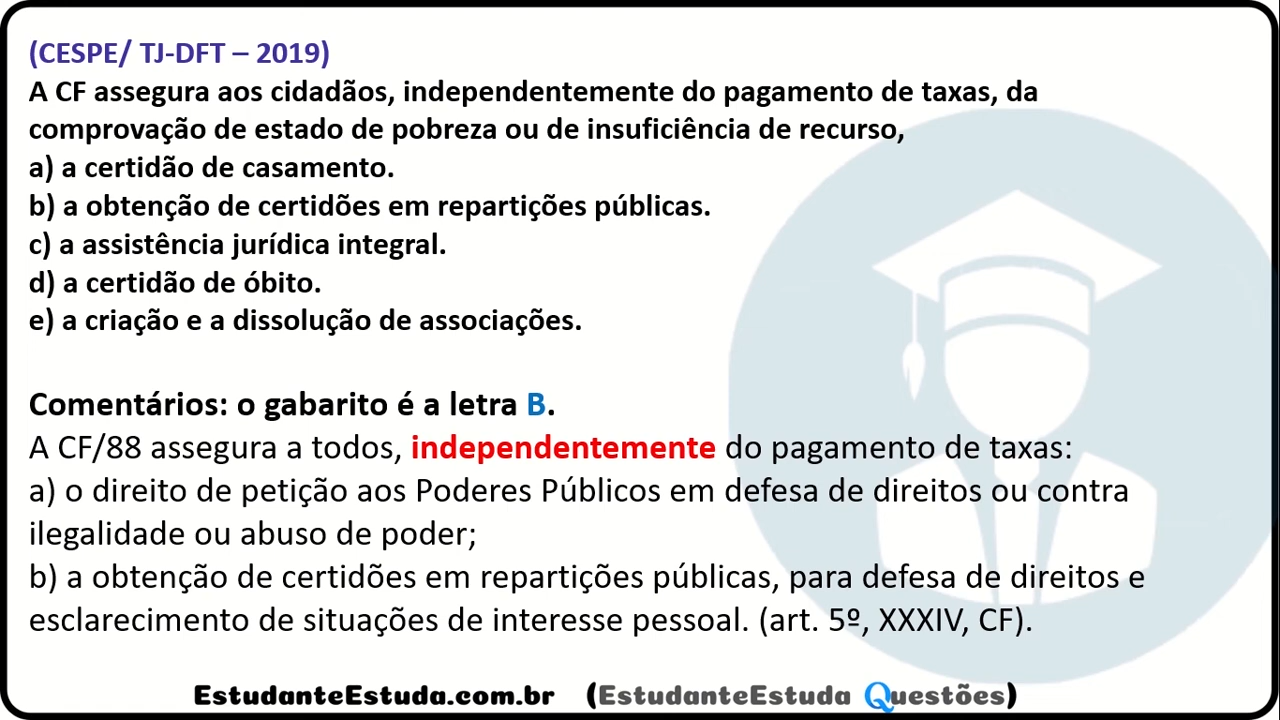 (CESPE/ TJ-DFT – 2019)
A CF assegura aos cidadãos, independentemente do pagamento de taxas, da
comprovação de estado de pobreza ou de insuficiência de recurso,
a) a certidão de casamento.
b) a obtenção de certidões em repartições públicas.
c) a assistência jurídica integral.
d) a certidão de óbito.
e) a criação e a dissolução de associações.
Comentários: o gabarito é a letra B.
A CF/88 assegura a todos, independentemente do pagamento de taxas:
a) o direito de petição aos Poderes Públicos em defesa de direitos ou contra
ilegalidade ou abuso de poder;
b) a obtenção de certidões em repartições públicas, para defesa de direitos e
esclarecimento de situações de interesse pessoal. (art. 5º, XXXIV, CF).
EstudanteEstuda.com.br (EstudanteEstuda Questões)